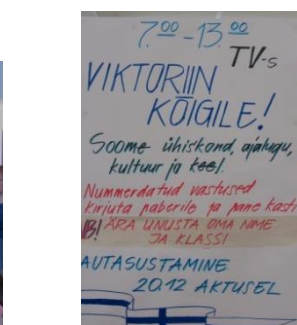 7.00-13.00
TV-s
VIKTORIIN
KÕIGILE!
Soome ühiskond, ajalugu,
kultuur ja keel.
Nummerdatud vastused
kirjuta paberile ja pane kasti
B! ÄRA UNUSTA OMA NIME
JA KLASSI
AUTASUSTAMINE
20.12 AKTUSEL